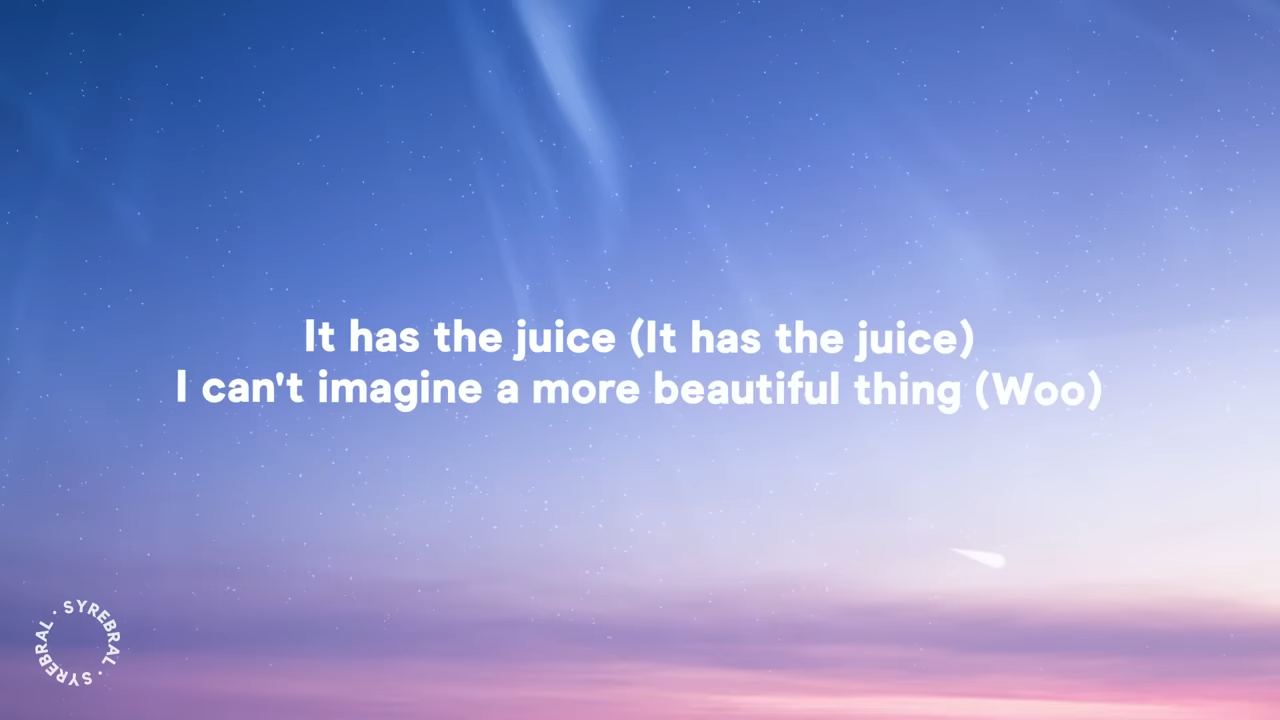 It has the juice (It has the juice)
I can't imagine a more beautiful thing (Woo)
SYREBRAL · SYREBRAL ·